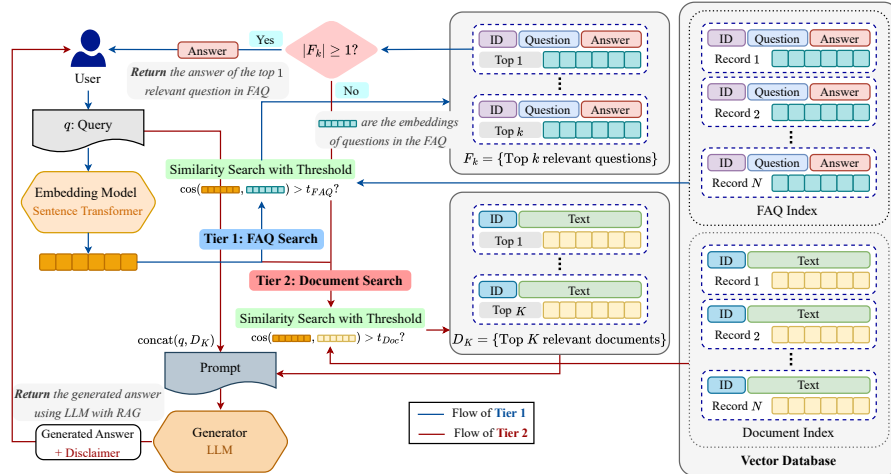 User
Answer
Yes
|F_k| ≥ 1?
Return the answer of the top 1
relevant question in FAQ
No
q: Query
are the embeddings
of questions in the FAQ
Embedding Model
Sentence Transformer
Similarity Search with Threshold
cos( , ) > t_{FAQ}?
Tier 1: FAQ Search
Tier 2: Document Search
Similarity Search with Threshold
cos( , ) > t_{Doc}?
concat(q, D_K)
Prompt
Return the generated answer
using LLM with RAG
Generator
LLM
Generated Answer
+ Disclaimer
ID Question Answer
Top 1
⋮
ID Question Answer
Top k
F_k = {Top k relevant questions}
ID Text
Top 1
⋮
ID Text
Top K
D_K = {Top K relevant documents}
Flow of Tier 1
Flow of Tier 2
ID Question Answer
Record 1
ID Question Answer
Record 2
⋮
ID Question Answer
Record N
FAQ Index
ID Text
Record 1
ID Text
Record 2
⋮
ID Text
Record N
Document Index
Vector Database